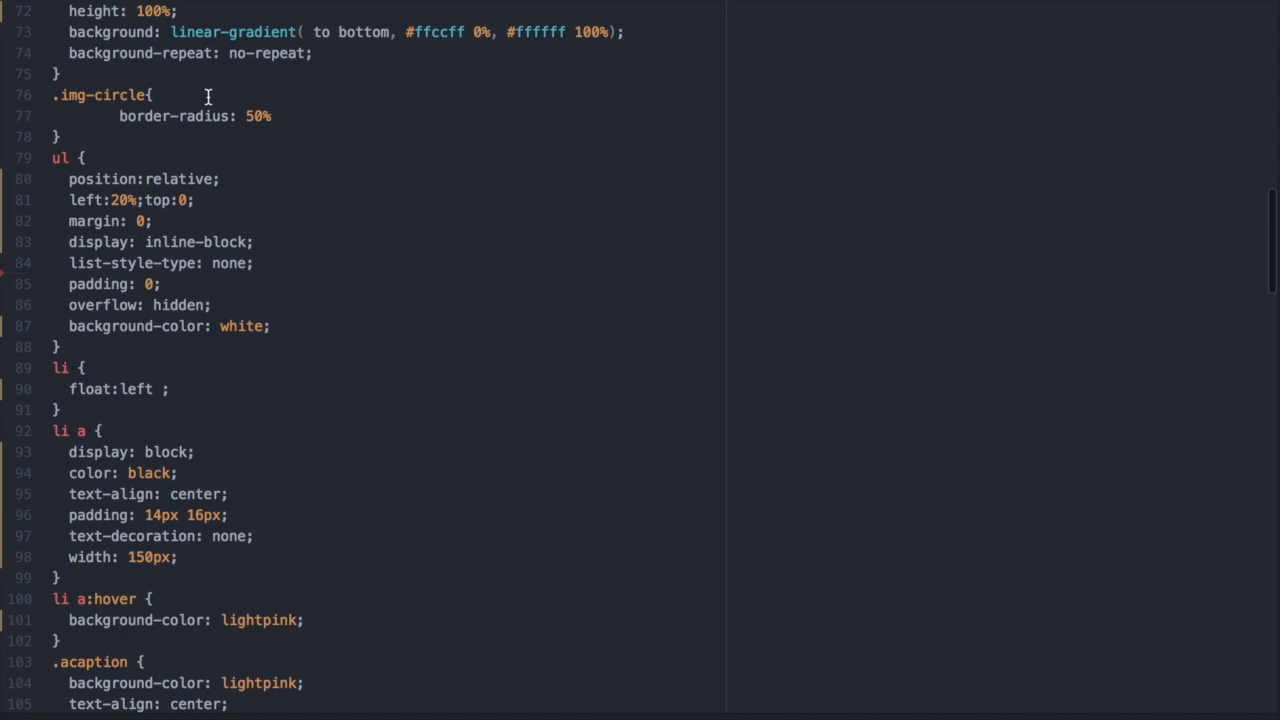 72 height: 100%;
73 background: linear-gradient( to bottom, #ffccff 0%, #ffffff 100%);
74 background-repeat: no-repeat;
75 }
76 .img-circle{
77 border-radius: 50%
78 }
79 ul {
80 position:relative;
81 left:20%;top:0;
82 margin: 0;
83 display: inline-block;
84 list-style-type: none;
85 padding: 0;
86 overflow: hidden;
87 background-color: white;
88 }
89 li {
90 float:left ;
91 }
92 li a {
93 display: block;
94 color: black;
95 text-align: center;
96 padding: 14px 16px;
97 text-decoration: none;
98 width: 150px;
99 }
100 li a:hover {
101 background-color: lightpink;
102 }
103 .acaption {
104 background-color: lightpink;
105 text-align: center;